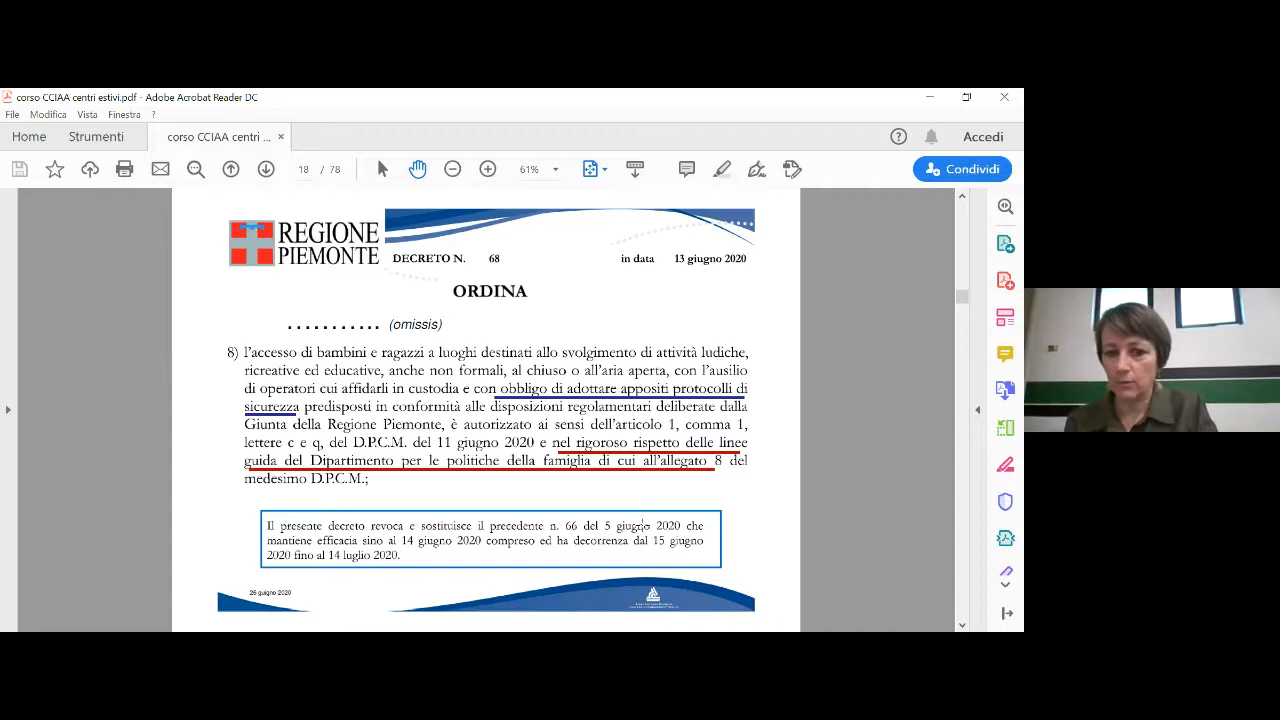 corso CCIAA centri estivi.pdf - Adobe Acrobat Reader DC
File Modifica Vista Finestra ?
Home Strumenti corso CCIAA centri ... × Accedi
18 / 78 61% Condividi
REGIONE
PIEMONTE
DECRETO N. 68 in data 13 giugno 2020
ORDINA
........... (omissis)
8) l'accesso di bambini e ragazzi a luoghi destinati allo svolgimento di attività ludiche,
ricreative ed educative, anche non formali, al chiuso o all'aria aperta, con l'ausilio
di operatori cui affidarli in custodia e con obbligo di adottare appositi protocolli di
sicurezza predisposti in conformità alle disposizioni regolamentari deliberate dalla
Giunta della Regione Piemonte, è autorizzato ai sensi dell'articolo 1, comma 1,
lettere c e q, del D.P.C.M. del 11 giugno 2020 e nel rigoroso rispetto delle linee
guida del Dipartimento per le politiche della famiglia di cui all'allegato 8 del
medesimo D.P.C.M.;
Il presente decreto revoca e sostituisce il precedente n. 66 del 5 giugno 2020 che
mantiene efficacia sino al 14 giugno 2020 compreso ed ha decorrenza dal 15 giugno
2020 fino al 14 luglio 2020.
26 guigno 2020